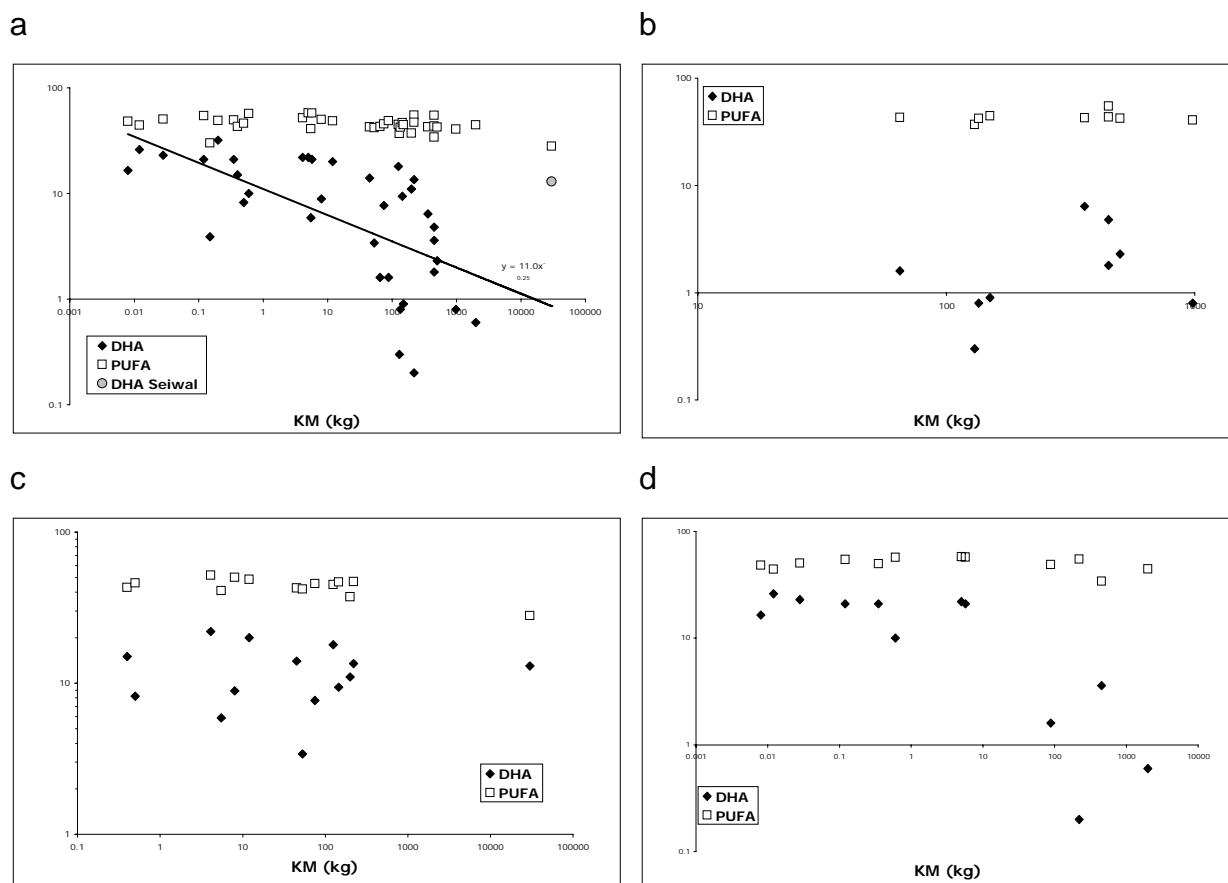 a
100
10
1
0.1
0.001 0.01 0.1 1 10 100 1000 10000 100000
y = 11.0x-
0.25
DHA
PUFA
DHA Seiwal
KM (kg)
b
DHA
PUFA
100
10
1
0.1
10 100 1000
KM (kg)
c
100
10
1
0.1 1 10 100 1000 10000 100000
DHA
PUFA
KM (kg)
d
100
10
1
0.1
0.001 0.01 0.1 1 10 100 1000 10000
DHA
PUFA
KM (kg)